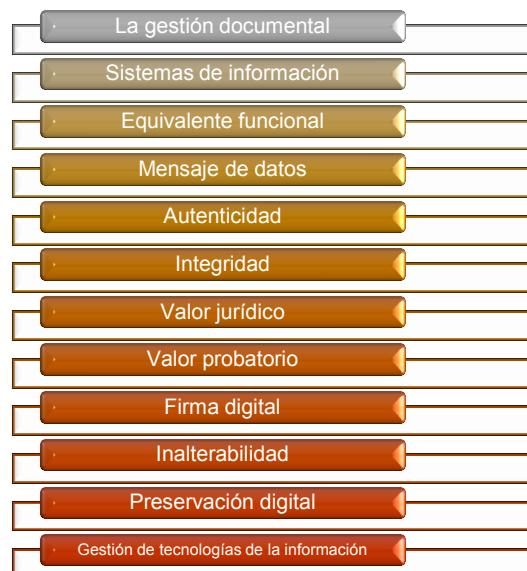 La gestión documental
Sistemas de información
Equivalente funcional
Mensaje de datos
Autenticidad
Integridad
Valor jurídico
Valor probatorio
Firma digital
Inalterabilidad
Preservación digital
Gestión de tecnologías de la información